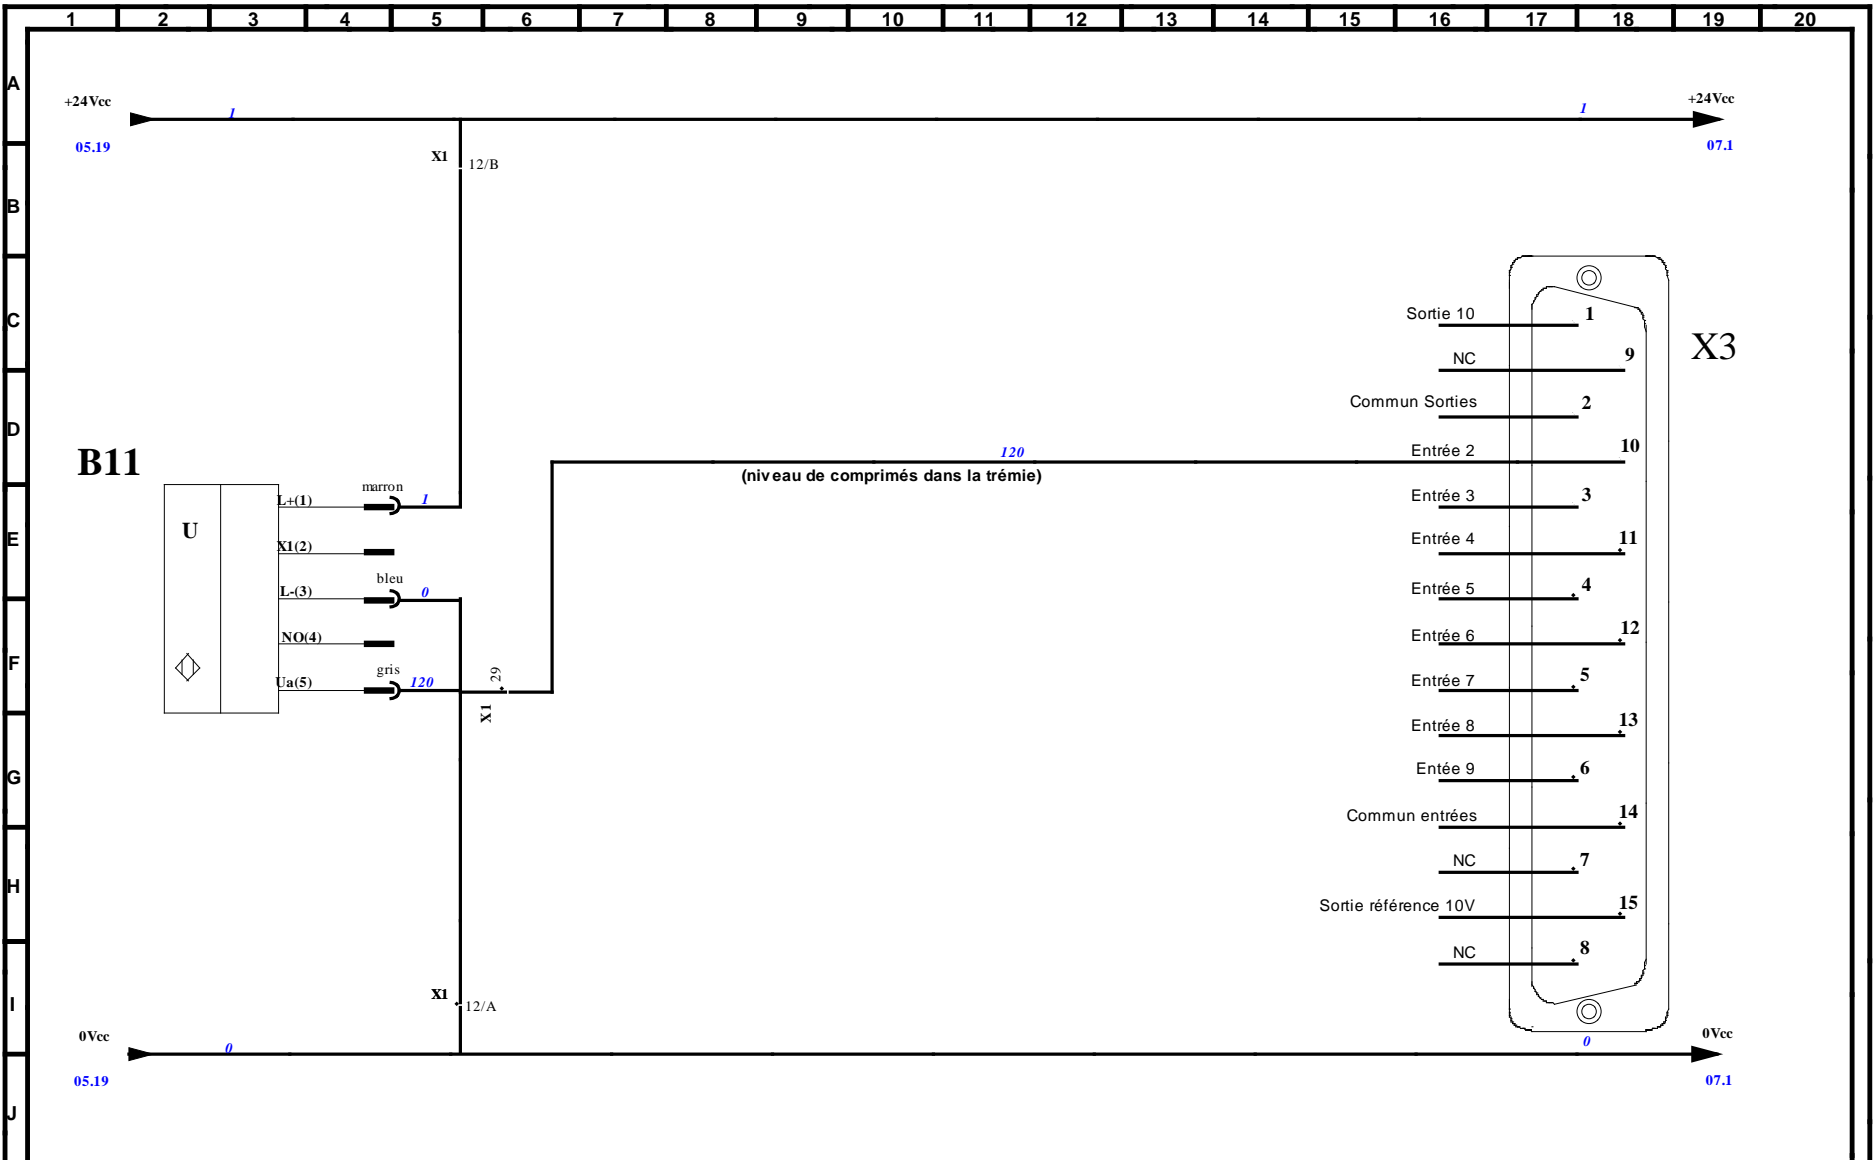 1 2 3 4 5 6 7 8 9 10 11 12 13 14 15 16 17 18 19 20
A
+24Vcc 1 1 +24Vcc
05.19 07.1
X1 12/B
B
C
Sortie 10 1
X3
NC 9
Commun Sorties 2
D
Entrée 2 10
120
(niveau de comprimés dans la trémie)
B11
marron
L+(1) 1
Entrée 3 3
U
E
X1(2)
Entrée 4 11
bleu
L-(3) 0
Entrée 5 4
NO(4)
Entrée 6 12
F
gris
29
Ua(5) 120
Entrée 7 5
X1
Entrée 8 13
G
Entée 9 6
Commun entrées 14
NC 7
H
Sortie référence 10V 15
NC 8
X1 12/A
I
0Vcc 0 0 0Vcc
05.19 07.1
J